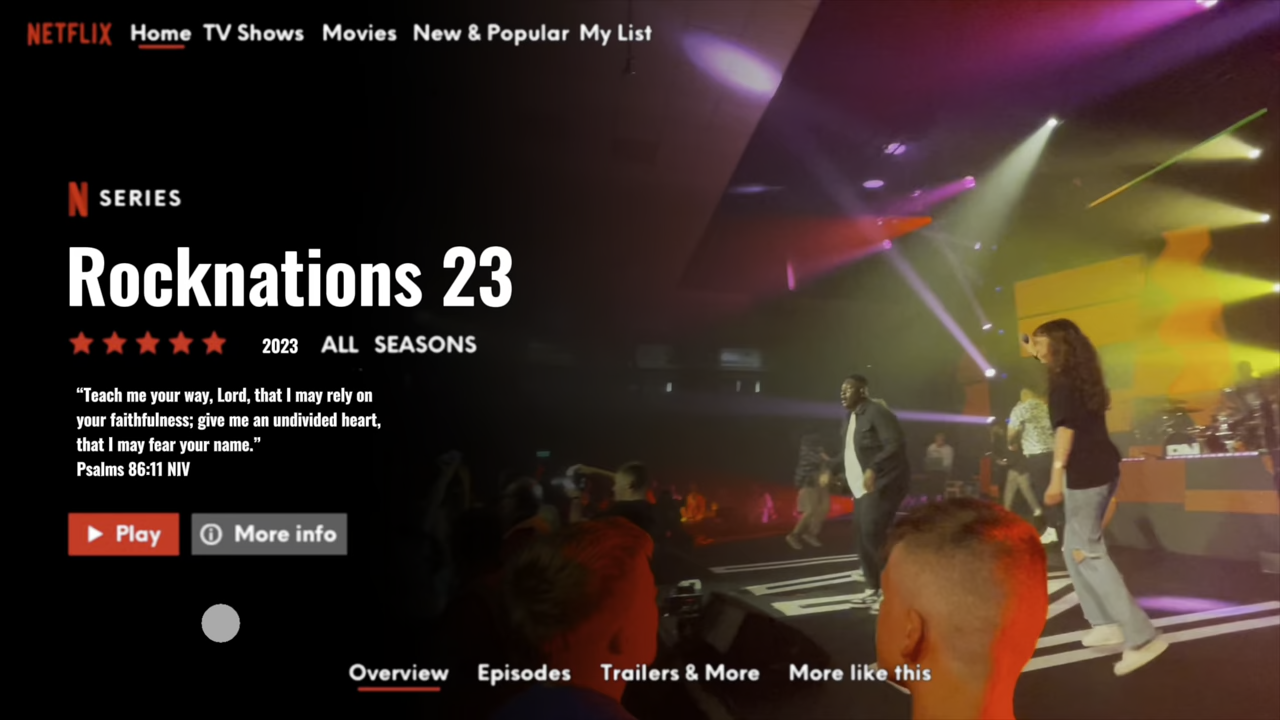 NETFLIX Home TV Shows Movies New & Popular My List
N SERIES
Rocknations 23
2023 ALL SEASONS
“Teach me your way, Lord, that I may rely on
your faithfulness; give me an undivided heart,
that I may fear your name.”
Psalms 86:11 NIV
Play More info
Overview Episodes Trailers & More More like this